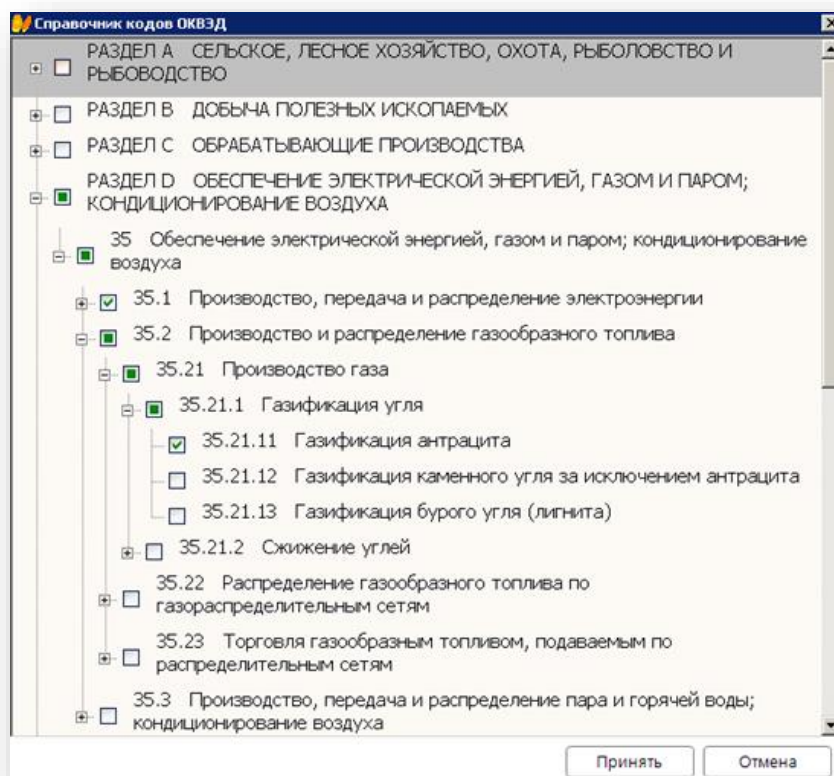 Справочник кодов ОКВЭД
РАЗДЕЛ A СЕЛЬСКОЕ, ЛЕСНОЕ ХОЗЯЙСТВО, ОХОТА, РЫБОЛОВСТВО И
РЫБОВОДСТВО
РАЗДЕЛ B ДОБЫЧА ПОЛЕЗНЫХ ИСКОПАЕМЫХ
РАЗДЕЛ C ОБРАБАТЫВАЮЩИЕ ПРОИЗВОДСТВА
РАЗДЕЛ D ОБЕСПЕЧЕНИЕ ЭЛЕКТРИЧЕСКОЙ ЭНЕРГИЕЙ, ГАЗОМ И ПАРОМ;
КОНДИЦИОНИРОВАНИЕ ВОЗДУХА
35 Обеспечение электрической энергией, газом и паром; кондиционирование
воздуха
35.1 Производство, передача и распределение электроэнергии
35.2 Производство и распределение газообразного топлива
35.21 Производство газа
35.21.1 Газификация угля
35.21.11 Газификация антрацита
35.21.12 Газификация каменного угля за исключением антрацита
35.21.13 Газификация бурого угля (лигнита)
35.21.2 Сжижение углей
35.22 Распределение газообразного топлива по
газораспределительным сетям
35.23 Торговля газообразным топливом, подаваемым по
распределительным сетям
35.3 Производство, передача и распределение пара и горячей воды;
кондиционирование воздуха
Принять Отмена